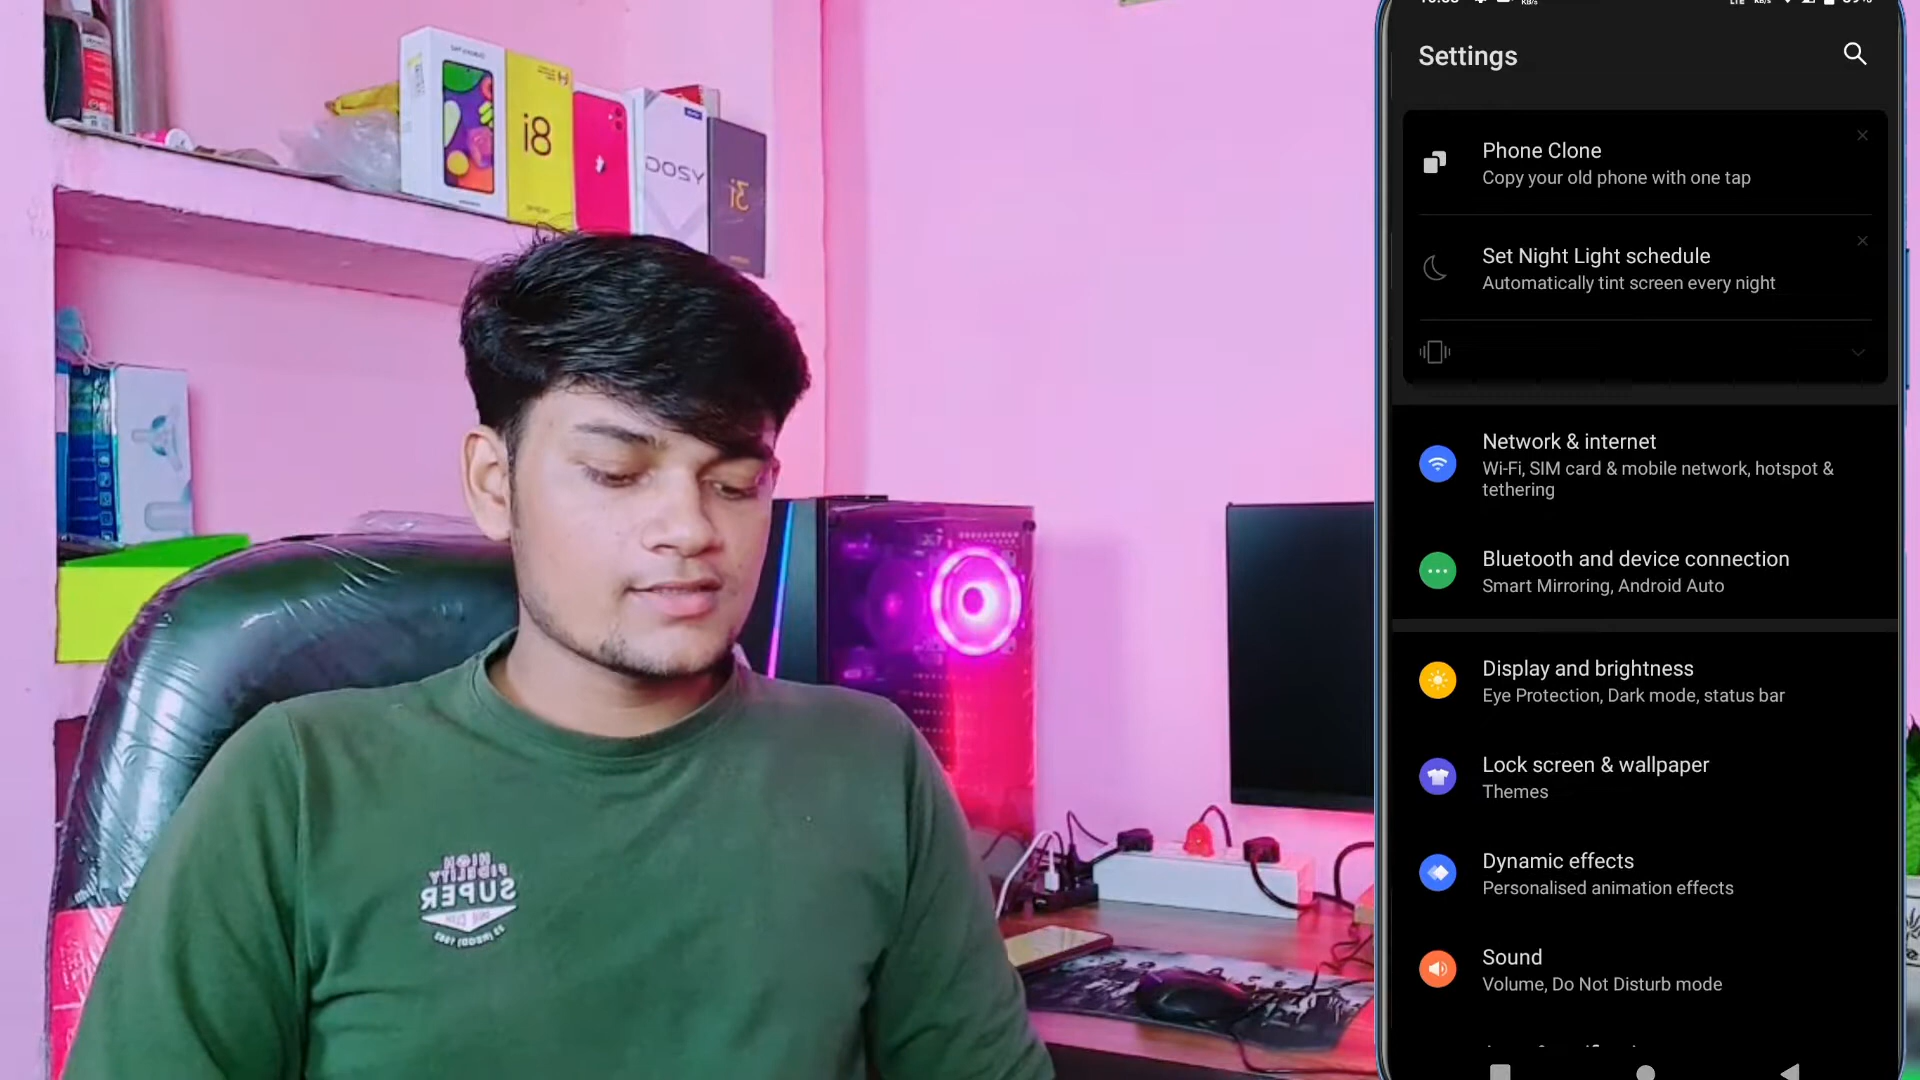 Settings
Phone Clone
Copy your old phone with one tap
Set Night Light schedule
Automatically tint screen every night
Network & internet
Wi-Fi, SIM card & mobile network, hotspot &
tethering
Bluetooth and device connection
Smart Mirroring, Android Auto
Display and brightness
Eye Protection, Dark mode, status bar
Lock screen & wallpaper
Themes
Dynamic effects
Personalised animation effects
Sound
Volume, Do Not Disturb mode
i8
3i
HIGH
FIDELITY
SUPER